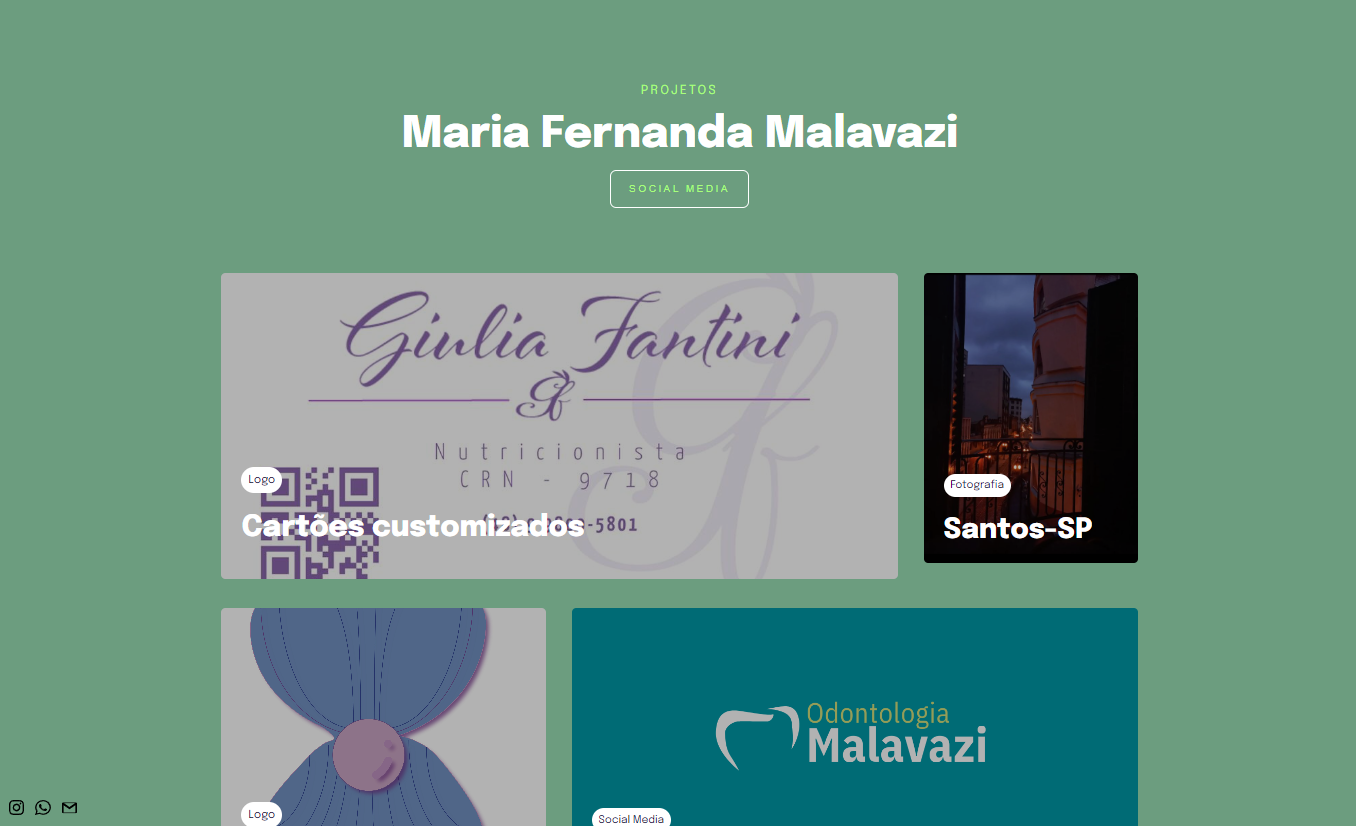 PROJETOS
Maria Fernanda Malavazi
SOCIAL MEDIA
Giulia Fantini
Gf
Nutricionista
CRN - 9718
-5801
Logo
Cartões customizados
Fotografia
Santos-SP
Logo
Odontologia
Malavazi
Social Media